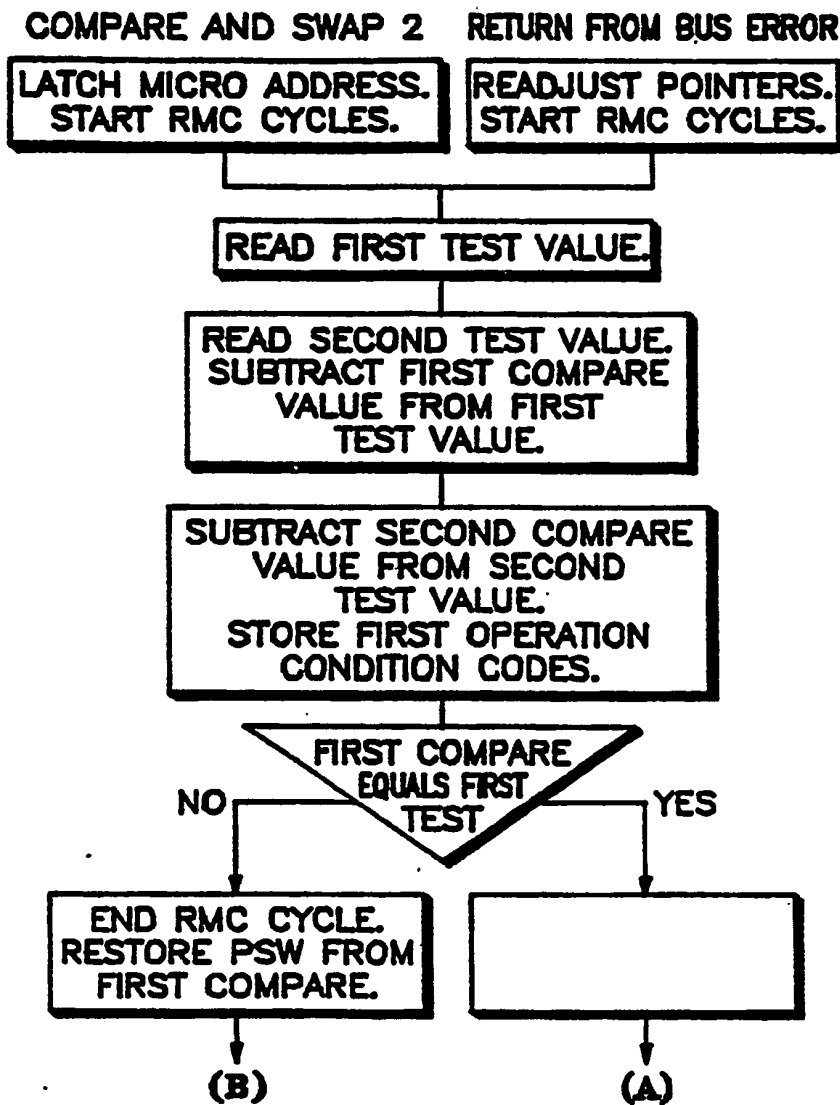 COMPARE AND SWAP 2
RETURN FROM BUS ERROR
LATCH MICRO ADDRESS.
START RMC CYCLES.
READJUST POINTERS.
START RMC CYCLES.
READ FIRST TEST VALUE.
READ SECOND TEST VALUE.
SUBTRACT FIRST COMPARE
VALUE FROM FIRST
TEST VALUE.
SUBTRACT SECOND COMPARE
VALUE FROM SECOND
TEST VALUE.
STORE FIRST OPERATION
CONDITION CODES.
FIRST COMPARE
EQUALS FIRST
TEST
NO
YES
END RMC CYCLE.
RESTORE PSW FROM
FIRST COMPARE.
(B)
(A)